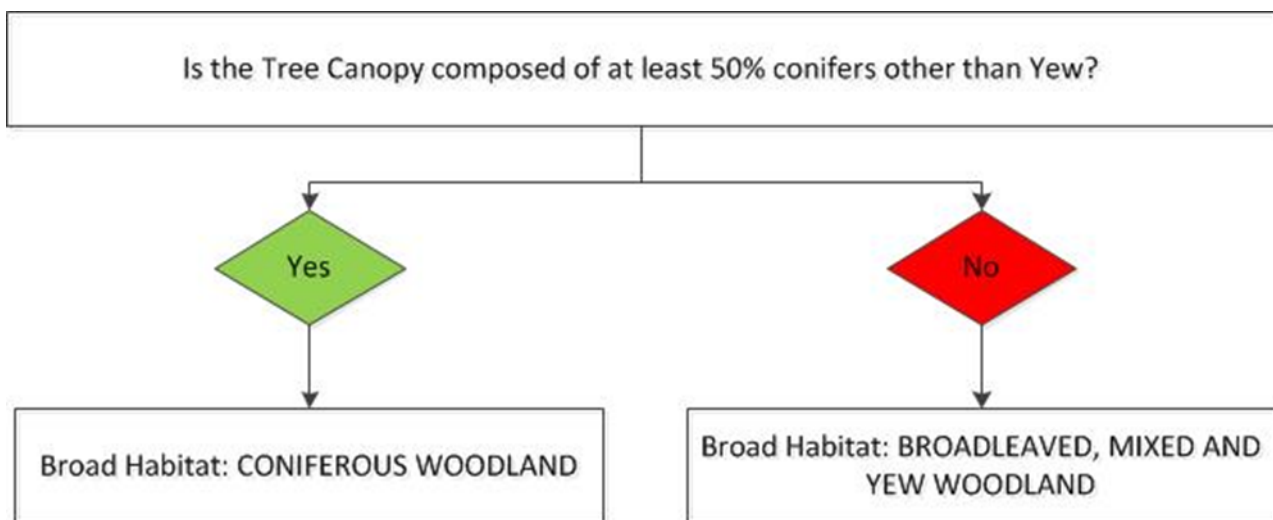 Is the Tree Canopy composed of at least 50% conifers other than Yew?
Yes
No
Broad Habitat: CONIFEROUS WOODLAND
Broad Habitat: BROADLEAVED, MIXED AND
YEW WOODLAND